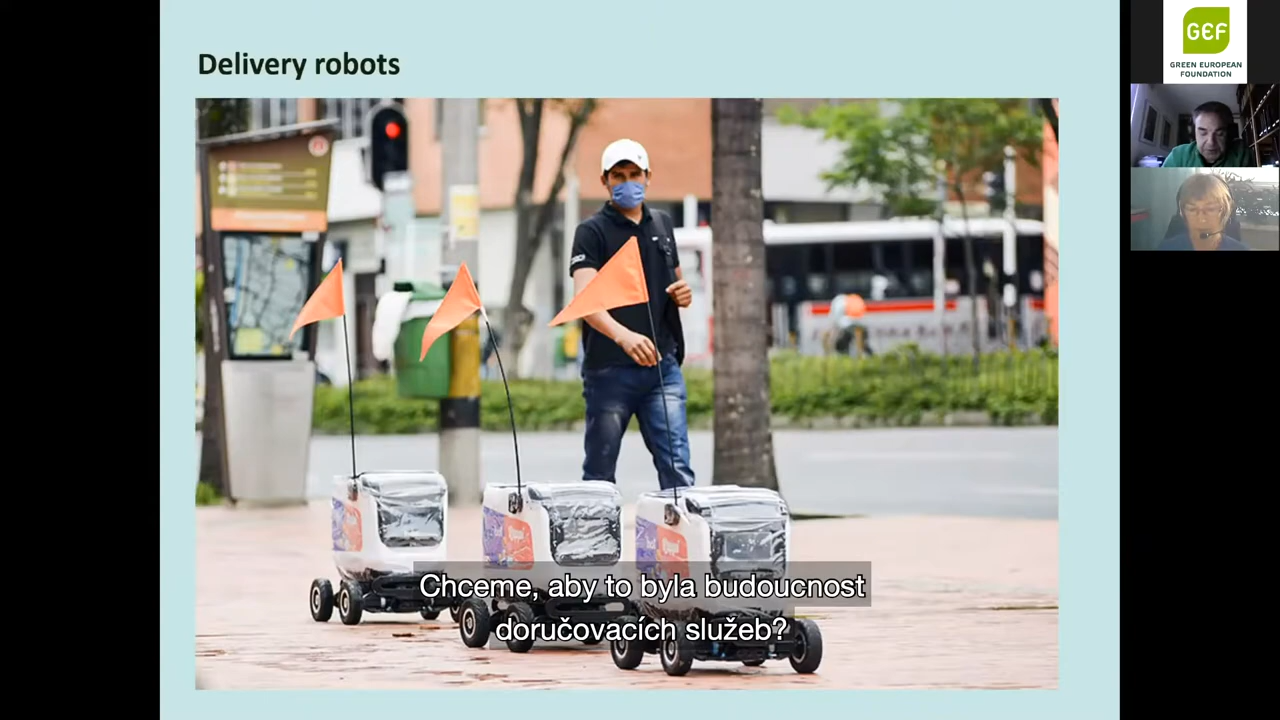 Delivery robots
GEF
GREEN EUROPEAN
FOUNDATION
Chceme, aby to byla budoucnost
doručovacích služeb?